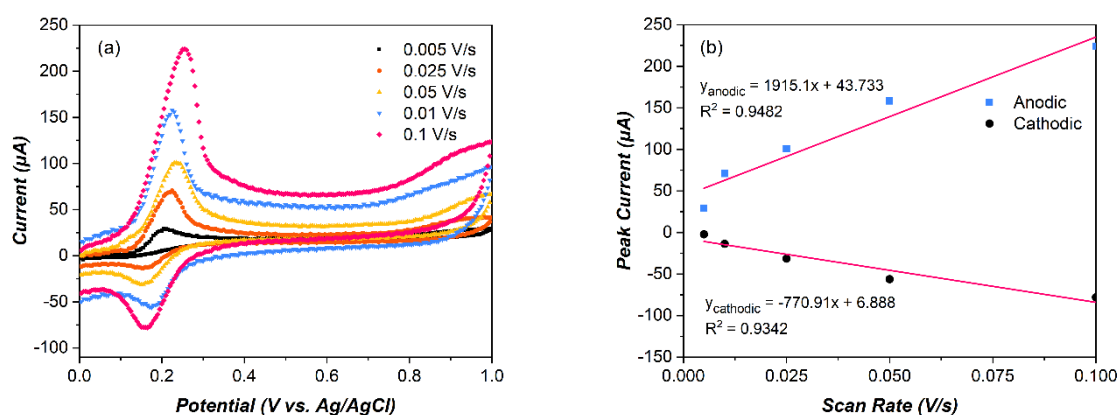 (a)
0.005 V/s
0.025 V/s
0.05 V/s
0.01 V/s
0.1 V/s
250
200
150
100
50
0
-50
-100
Current (µA)
0.0 0.2 0.4 0.6 0.8 1.0
Potential (V vs. Ag/AgCl)
(b)
y_anodic = 1915.1x + 43.733
R² = 0.9482
Anodic
Cathodic
y_cathodic = -770.91x + 6.888
R² = 0.9342
250
200
150
100
50
0
-50
-100
-150
Peak Current (µA)
0.000 0.025 0.050 0.075 0.100
Scan Rate (V/s)